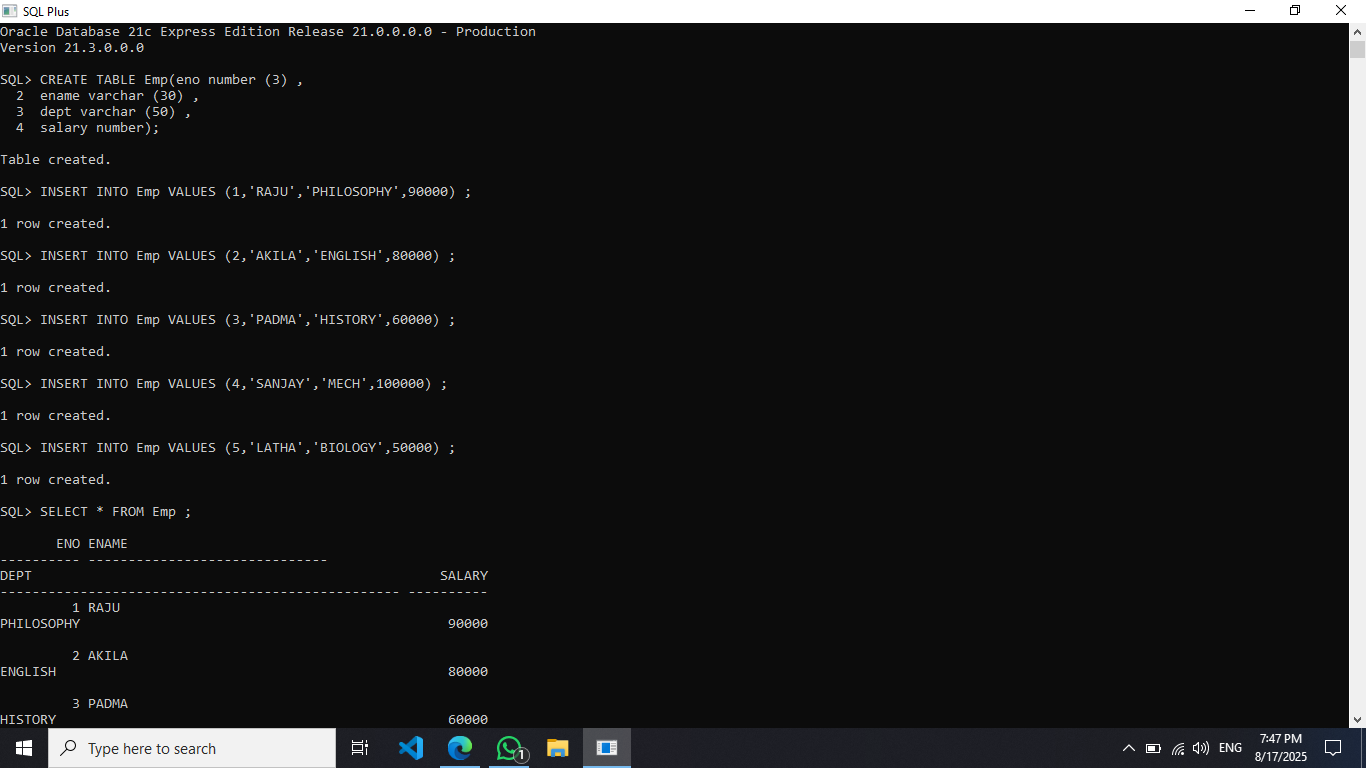 SQL Plus
Oracle Database 21c Express Edition Release 21.0.0.0.0 - Production
Version 21.3.0.0.0
SQL> CREATE TABLE Emp(eno number (3) ,
  2  ename varchar (30) ,
  3  dept varchar (50) ,
  4  salary number);
Table created.
SQL> INSERT INTO Emp VALUES (1,'RAJU','PHILOSOPHY',90000) ;
1 row created.
SQL> INSERT INTO Emp VALUES (2,'AKILA','ENGLISH',80000) ;
1 row created.
SQL> INSERT INTO Emp VALUES (3,'PADMA','HISTORY',60000) ;
1 row created.
SQL> INSERT INTO Emp VALUES (4,'SANJAY','MECH',100000) ;
1 row created.
SQL> INSERT INTO Emp VALUES (5,'LATHA','BIOLOGY',50000) ;
1 row created.
SQL> SELECT * FROM Emp ;
       ENO ENAME
---------- ------------------------------
DEPT                                                   SALARY
-------------------------------------------------- ----------
         1 RAJU
PHILOSOPHY                                              90000
         2 AKILA
ENGLISH                                                 80000
         3 PADMA
HISTORY                                                 60000
Type here to search
1
ENG
7:47 PM
8/17/2025